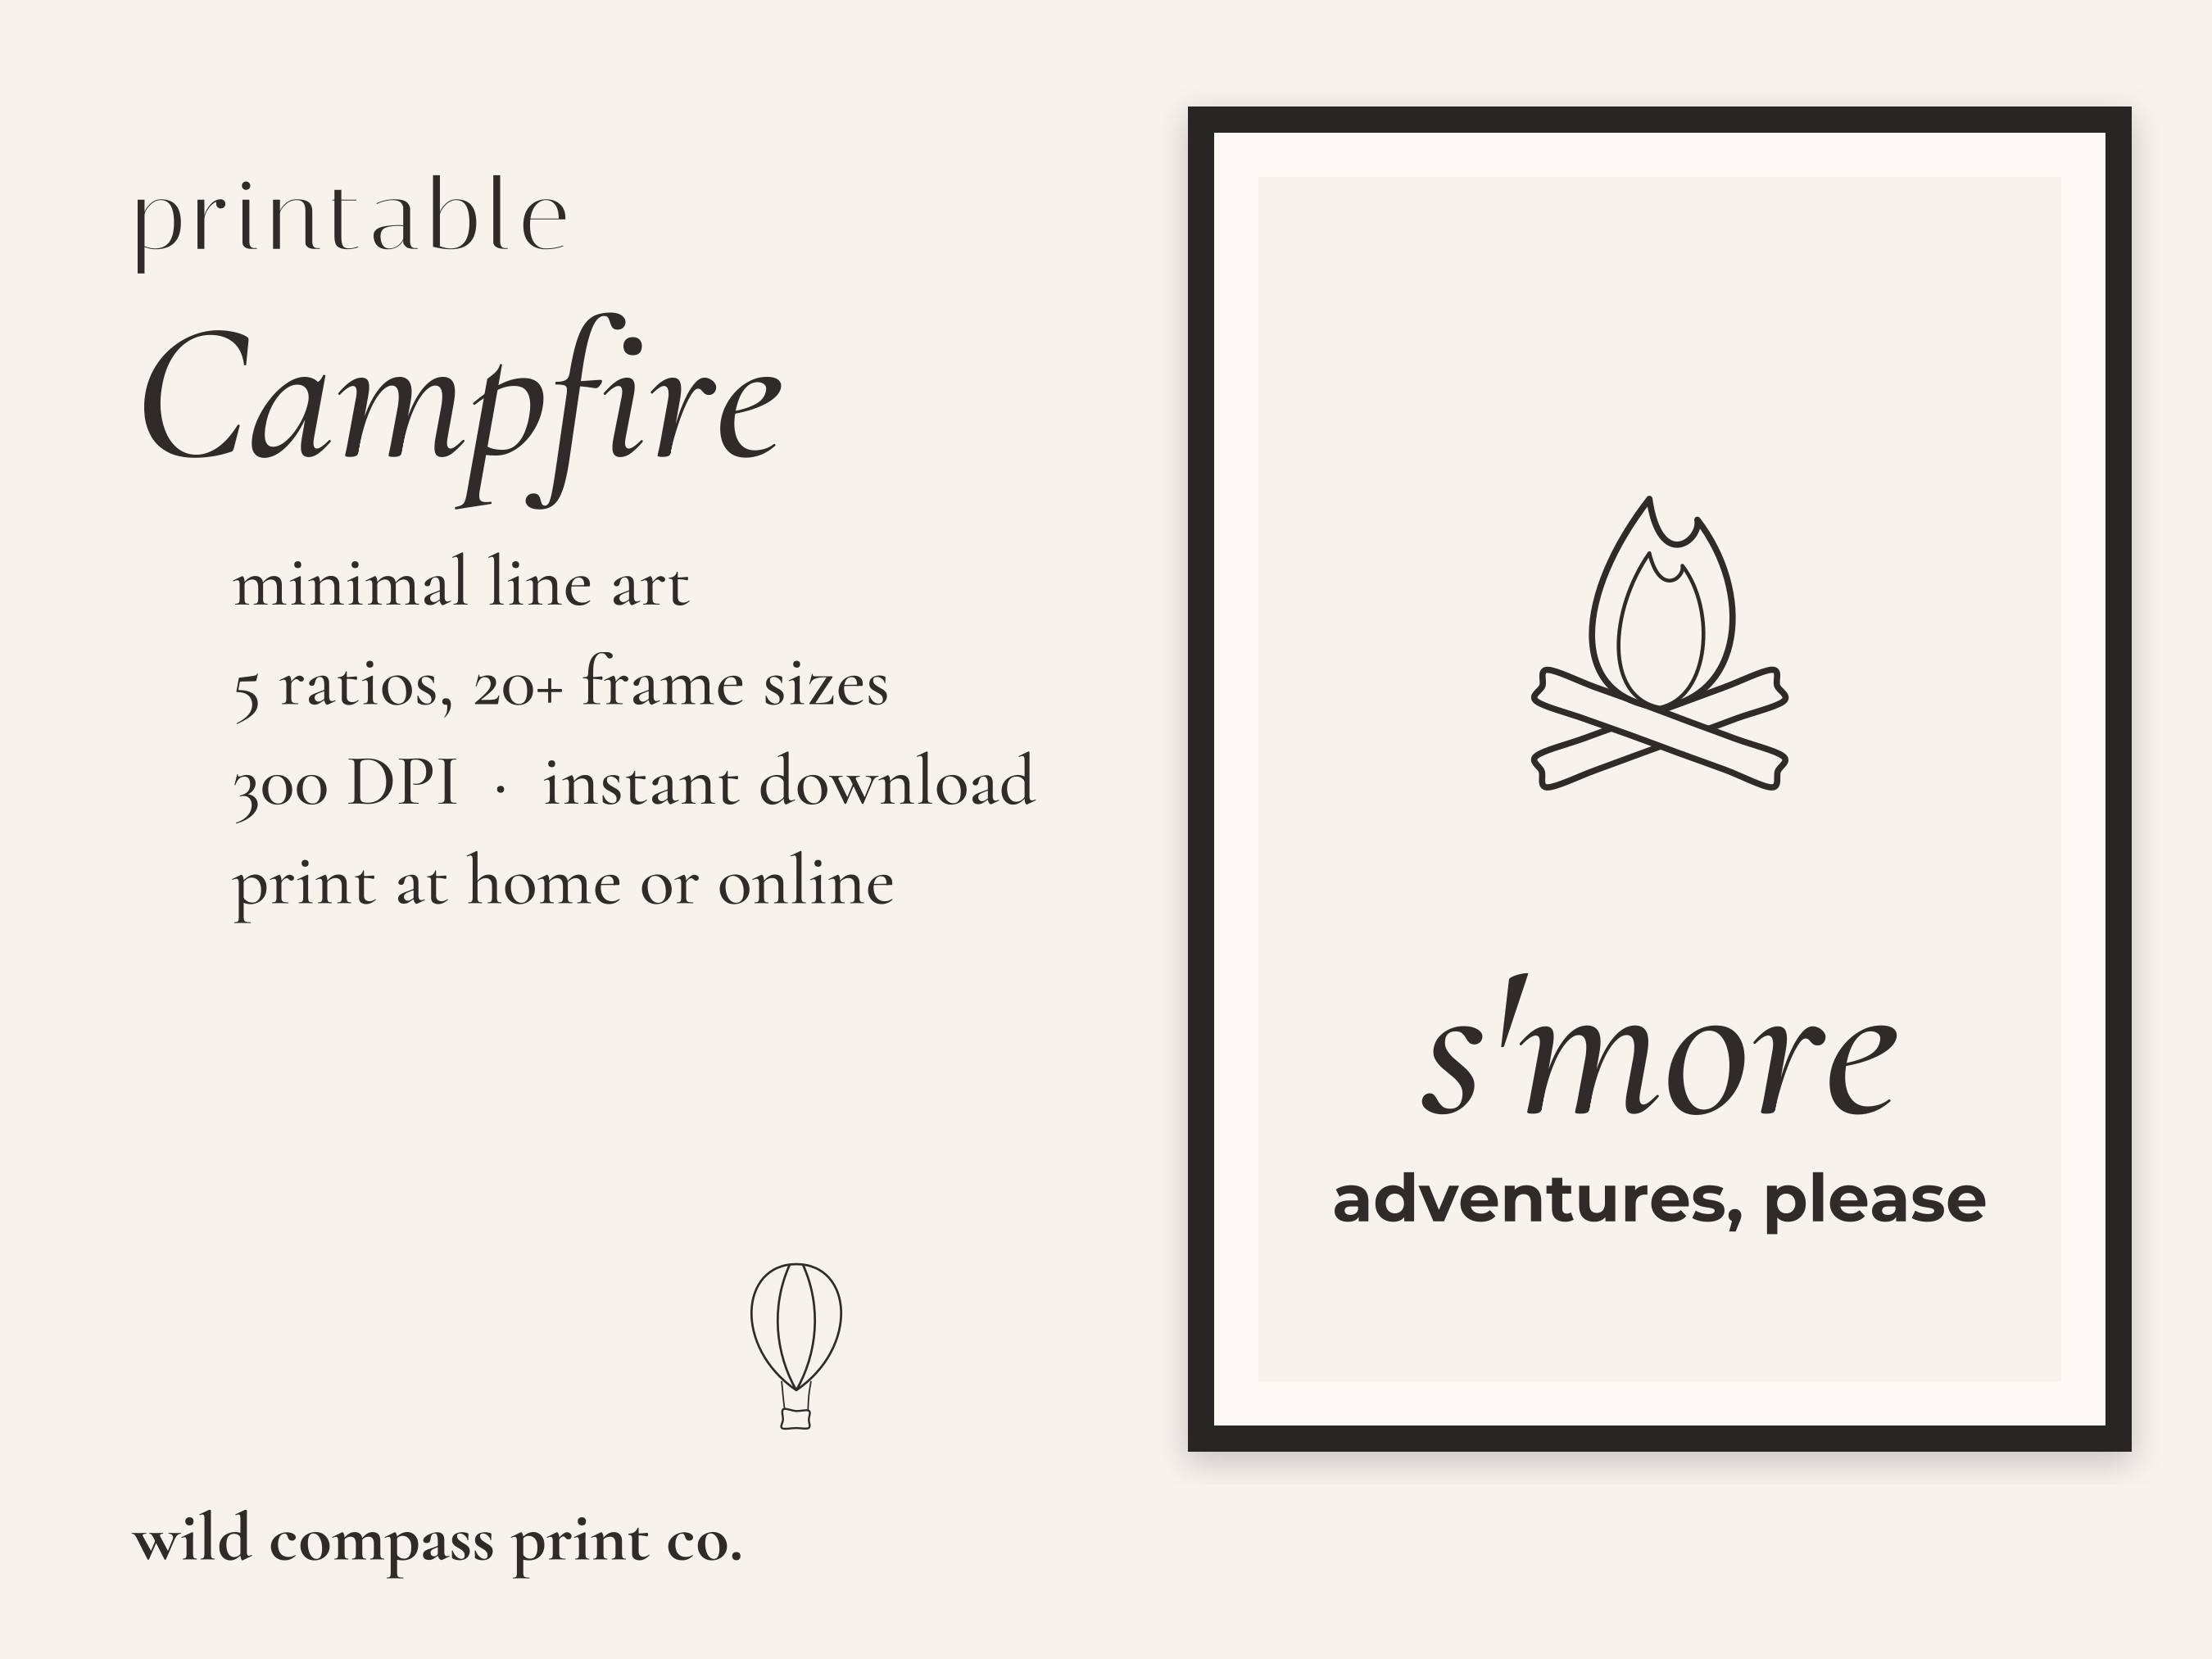 printable
Campfire
minimal line art
5 ratios, 20+ frame sizes
300 DPI · instant download
print at home or online
wild compass print co.
s'more
adventures, please